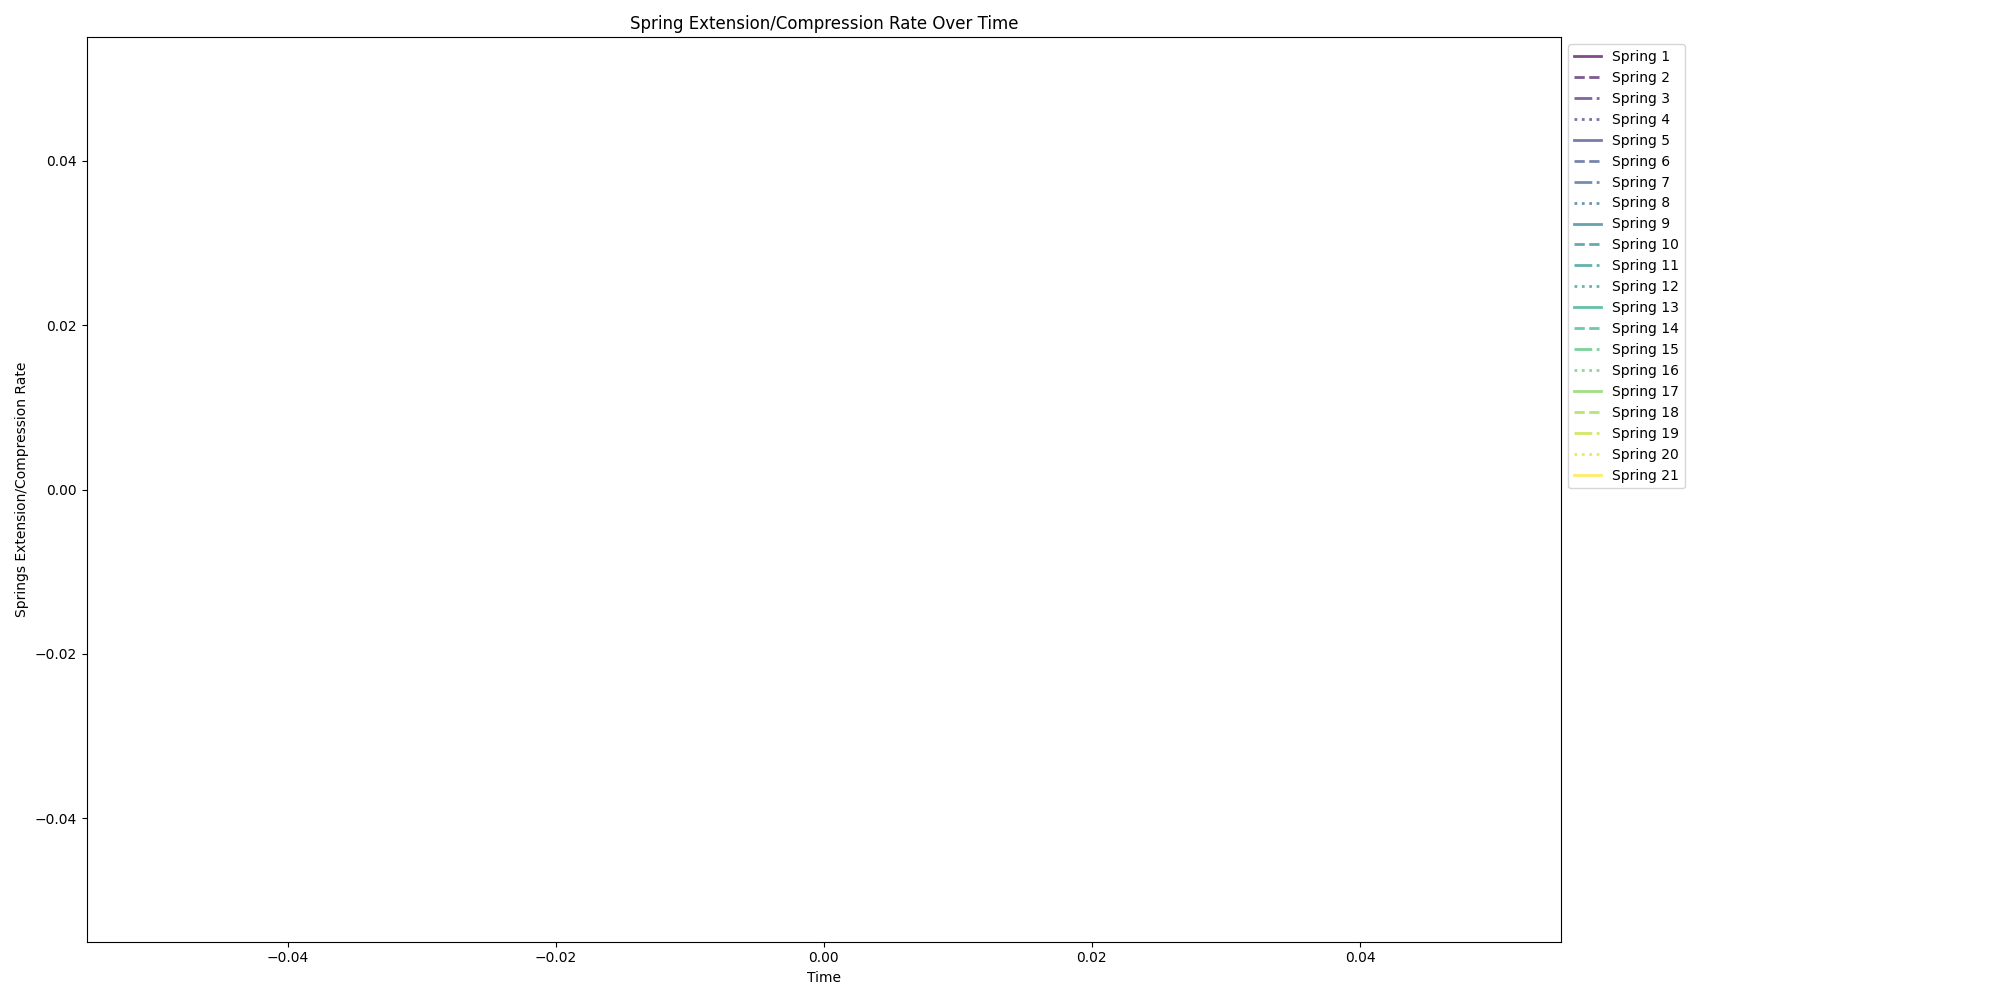 Spring Extension/Compression Rate Over Time
Springs Extension/Compression Rate
0.04
0.02
0.00
−0.02
−0.04
−0.04
−0.02
0.00
0.02
0.04
Time
Spring 1
Spring 2
Spring 3
Spring 4
Spring 5
Spring 6
Spring 7
Spring 8
Spring 9
Spring 10
Spring 11
Spring 12
Spring 13
Spring 14
Spring 15
Spring 16
Spring 17
Spring 18
Spring 19
Spring 20
Spring 21